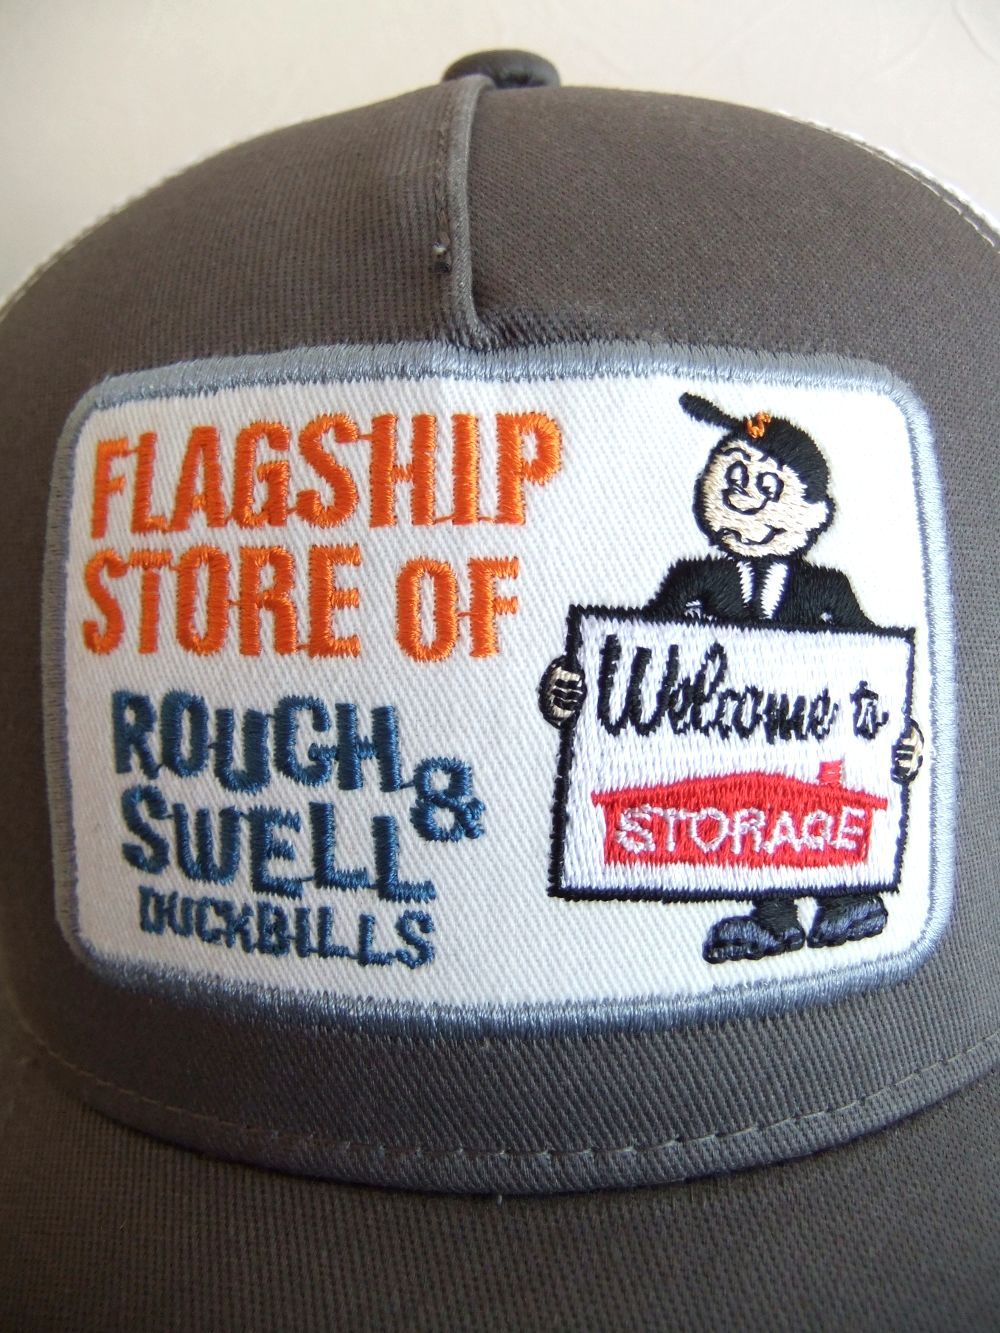 FLAGSHIP
STORE OF
ROUGH &
SWELL
DUCKBILLS
Welcome to
STORAGE